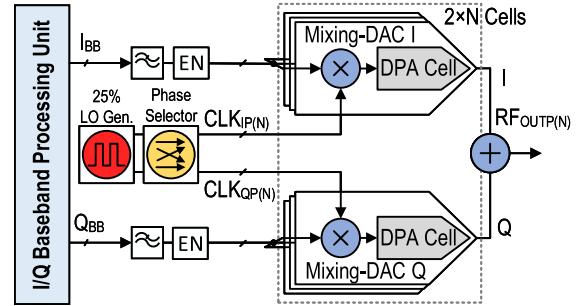 I/Q Baseband Processing Unit
I_BB
EN
Mixing-DAC I
DPA Cell
2×N Cells
I
25%
LO Gen.
Phase
Selector
CLK_IP(N)
CLK_QP(N)
RF_OUTP(N)
Q_BB
EN
DPA Cell
Mixing-DAC Q
Q